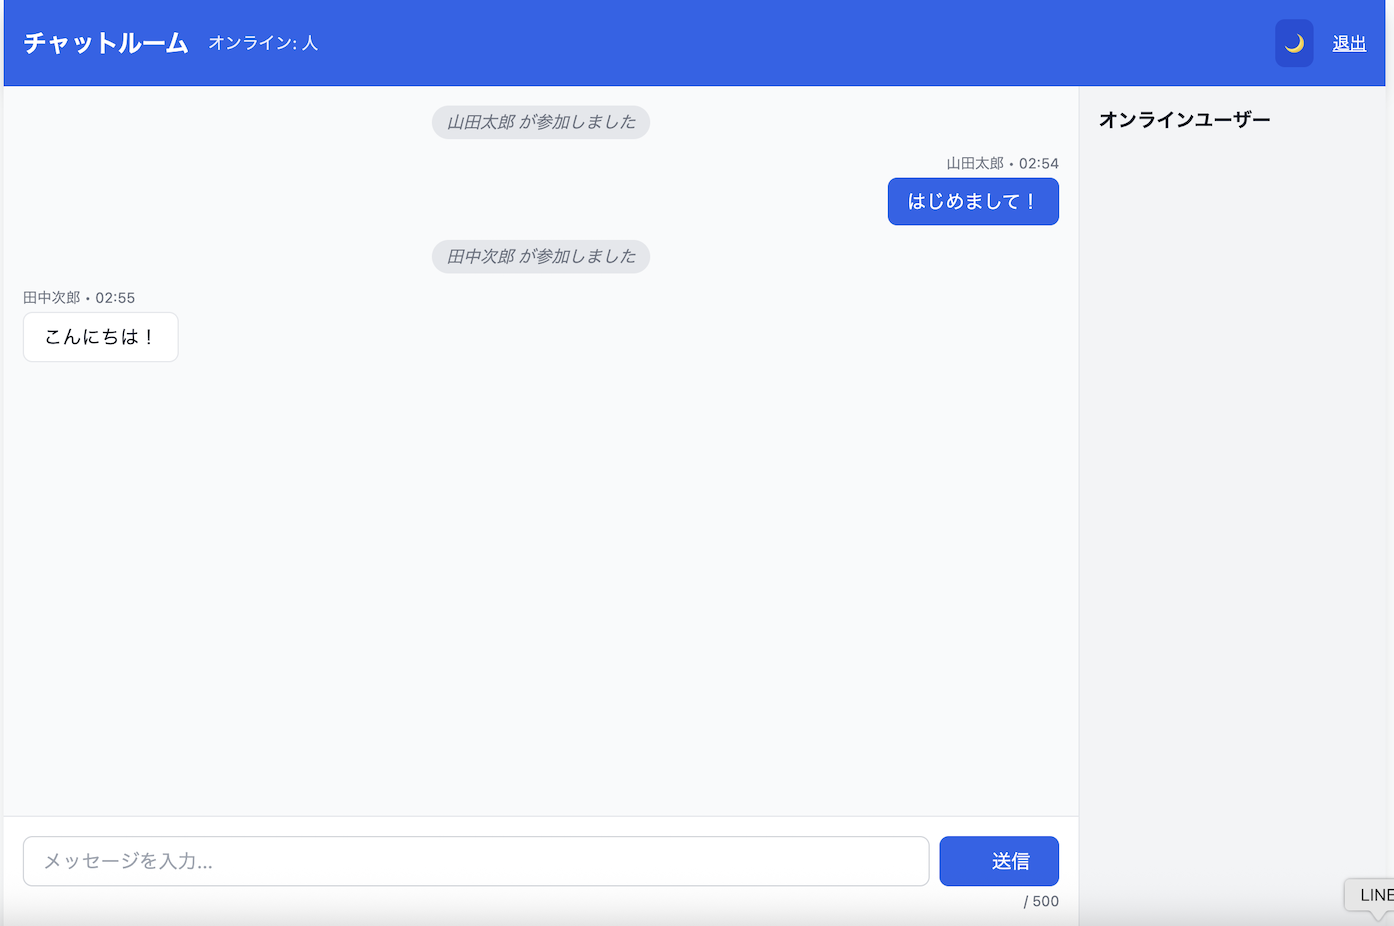 チャットルーム オンライン: 人 退出
山田太郎 が参加しました
オンラインユーザー
山田太郎 • 02:54
はじめまして！
田中次郎 が参加しました
田中次郎 • 02:55
こんにちは！
メッセージを入力... 送信
/ 500
LINE